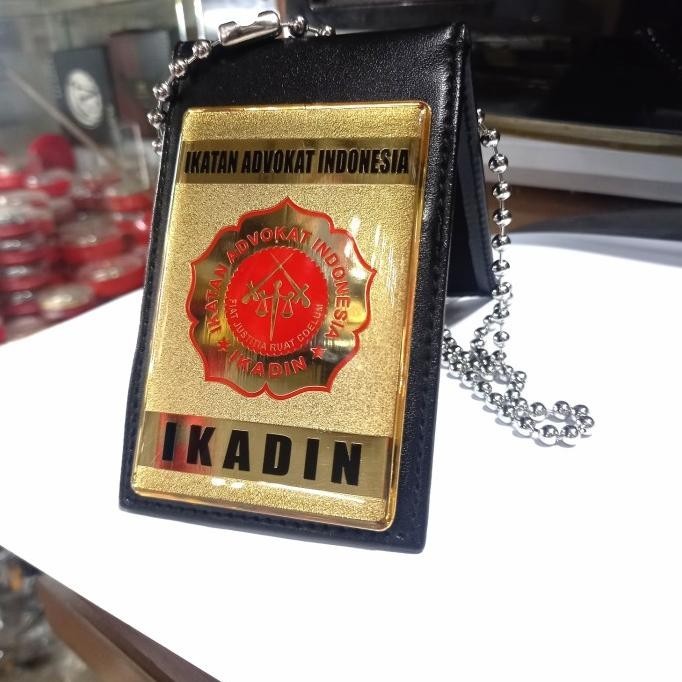 IKATAN ADVOKAT INDONESIA
IKATAN ADVOKAT INDONESIA
FIAT JUSTITIA RUAT COELUM
★ IKADIN ★
IKADIN